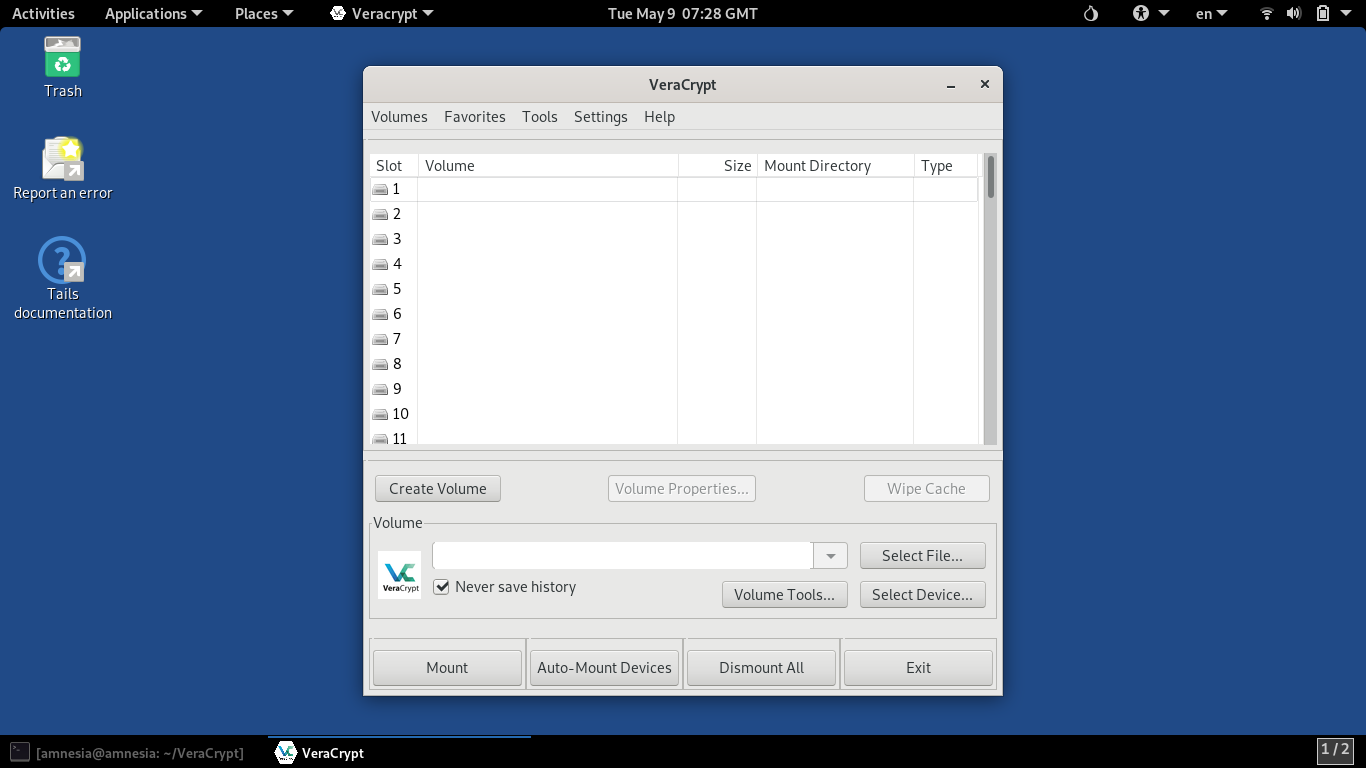 Activities Applications Places Veracrypt Tue May 9 07:28 GMT en
Trash
Report an error
Tails
documentation
VeraCrypt
Volumes Favorites Tools Settings Help
Slot Volume Size Mount Directory Type
1
2
3
4
5
6
7
8
9
10
11
Create Volume Volume Properties... Wipe Cache
Volume
Select File...
VeraCrypt
Never save history
Volume Tools... Select Device...
Mount Auto-Mount Devices Dismount All Exit
[amnesia@amnesia: ~/VeraCrypt] VeraCrypt 1 / 2